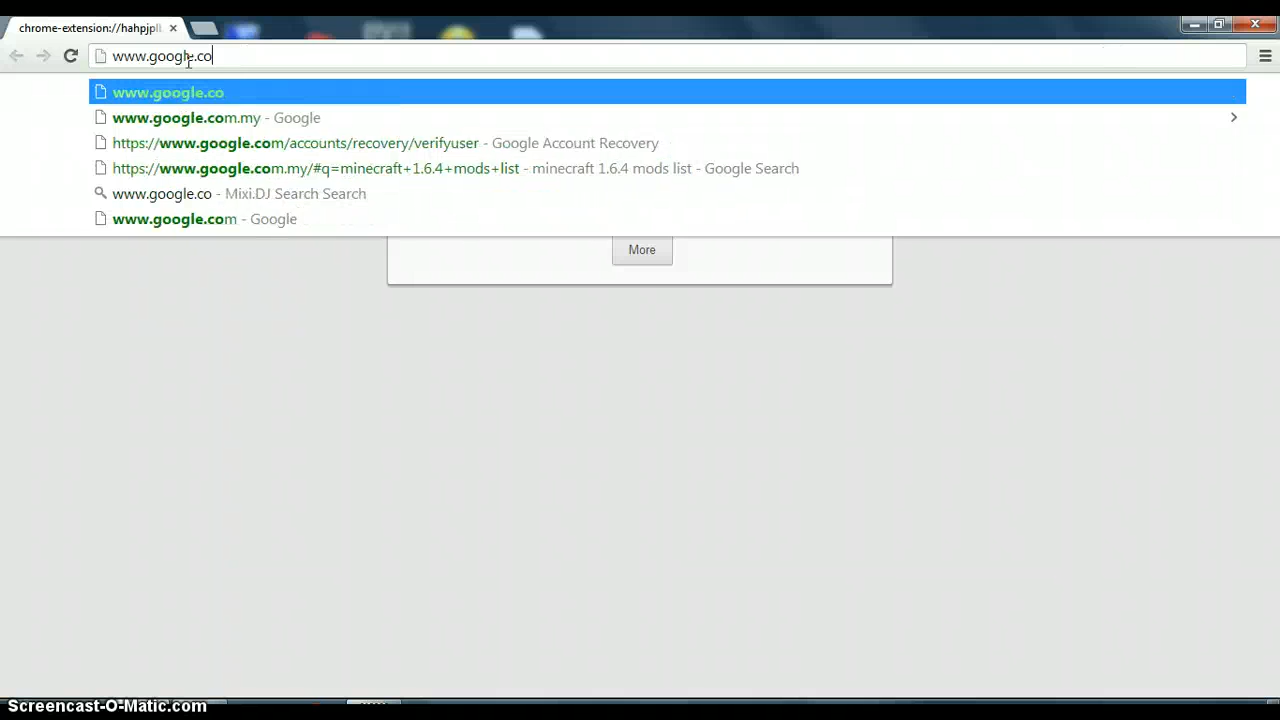 chrome-extension://hahpjplb
www.google.co
www.google.co
www.google.com.my - Google
https://www.google.com/accounts/recovery/verifyuser - Google Account Recovery
https://www.google.com.my/#q=minecraft+1.6.4+mods+list - minecraft 1.6.4 mods list - Google Search
www.google.co - Mixi.DJ Search Search
www.google.com - Google
More
Screencast-O-Matic.com